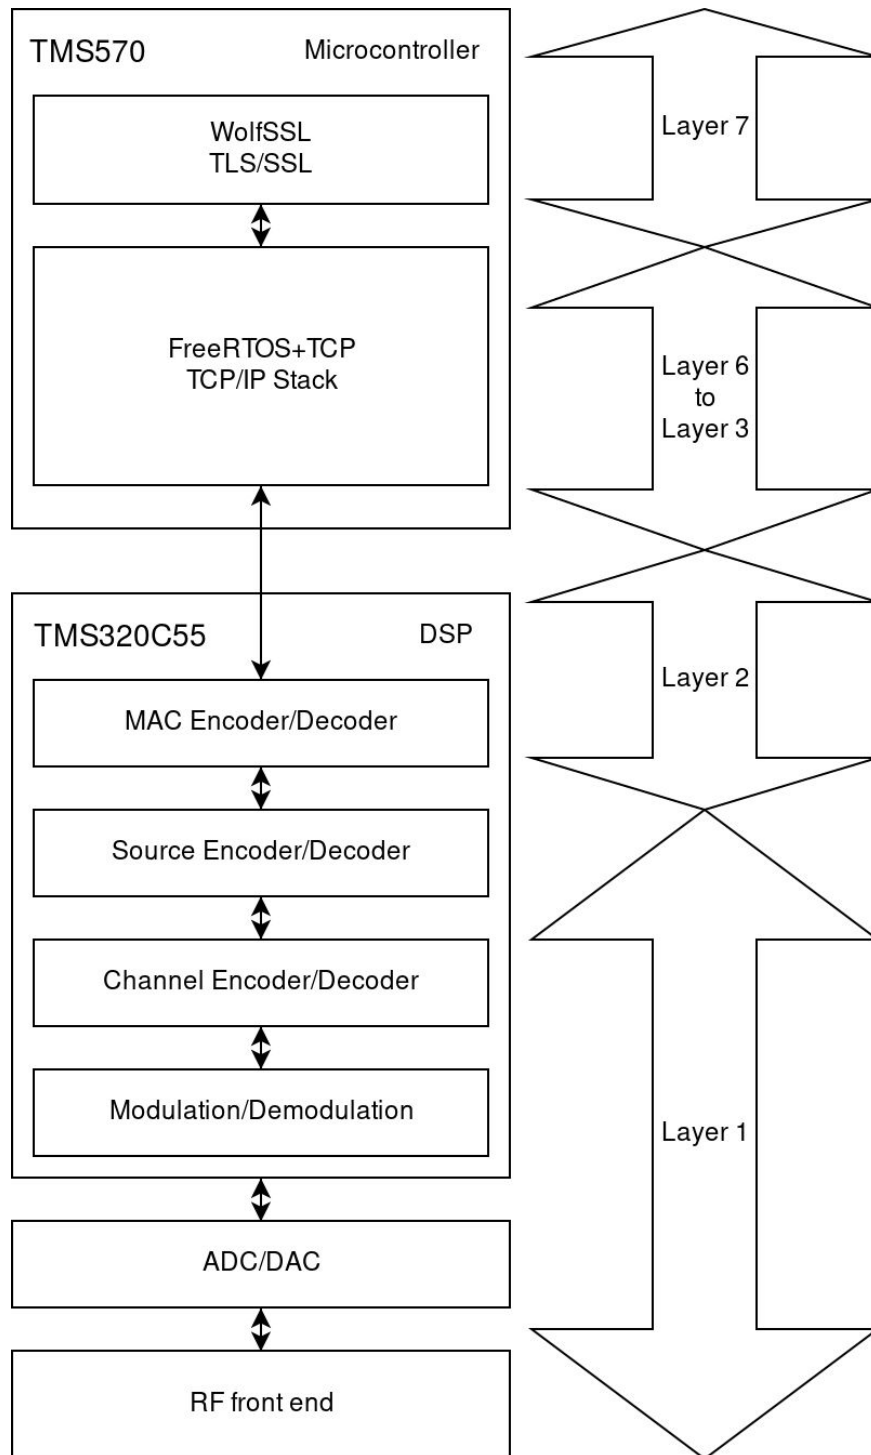 TMS570
Microcontroller
WolfSSL
TLS/SSL
FreeRTOS+TCP
TCP/IP Stack
TMS320C55
DSP
MAC Encoder/Decoder
Source Encoder/Decoder
Channel Encoder/Decoder
Modulation/Demodulation
ADC/DAC
RF front end
Layer 7
Layer 6
to
Layer 3
Layer 2
Layer 1